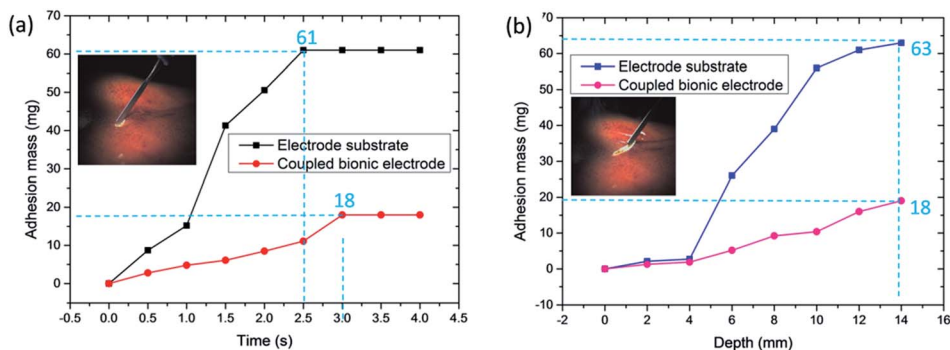 (a)
70
60
50
40
30
20
10
0
Adhesion mass (mg)
61
Electrode substrate
Coupled bionic electrode
18
-0.5 0.0 0.5 1.0 1.5 2.0 2.5 3.0 3.5 4.0 4.5
Time (s)
(b)
70
60
50
40
30
20
10
0
-10
Adhesion mass (mg)
63
Electrode substrate
Coupled bionic electrode
18
-2 0 2 4 6 8 10 12 14 16
Depth (mm)